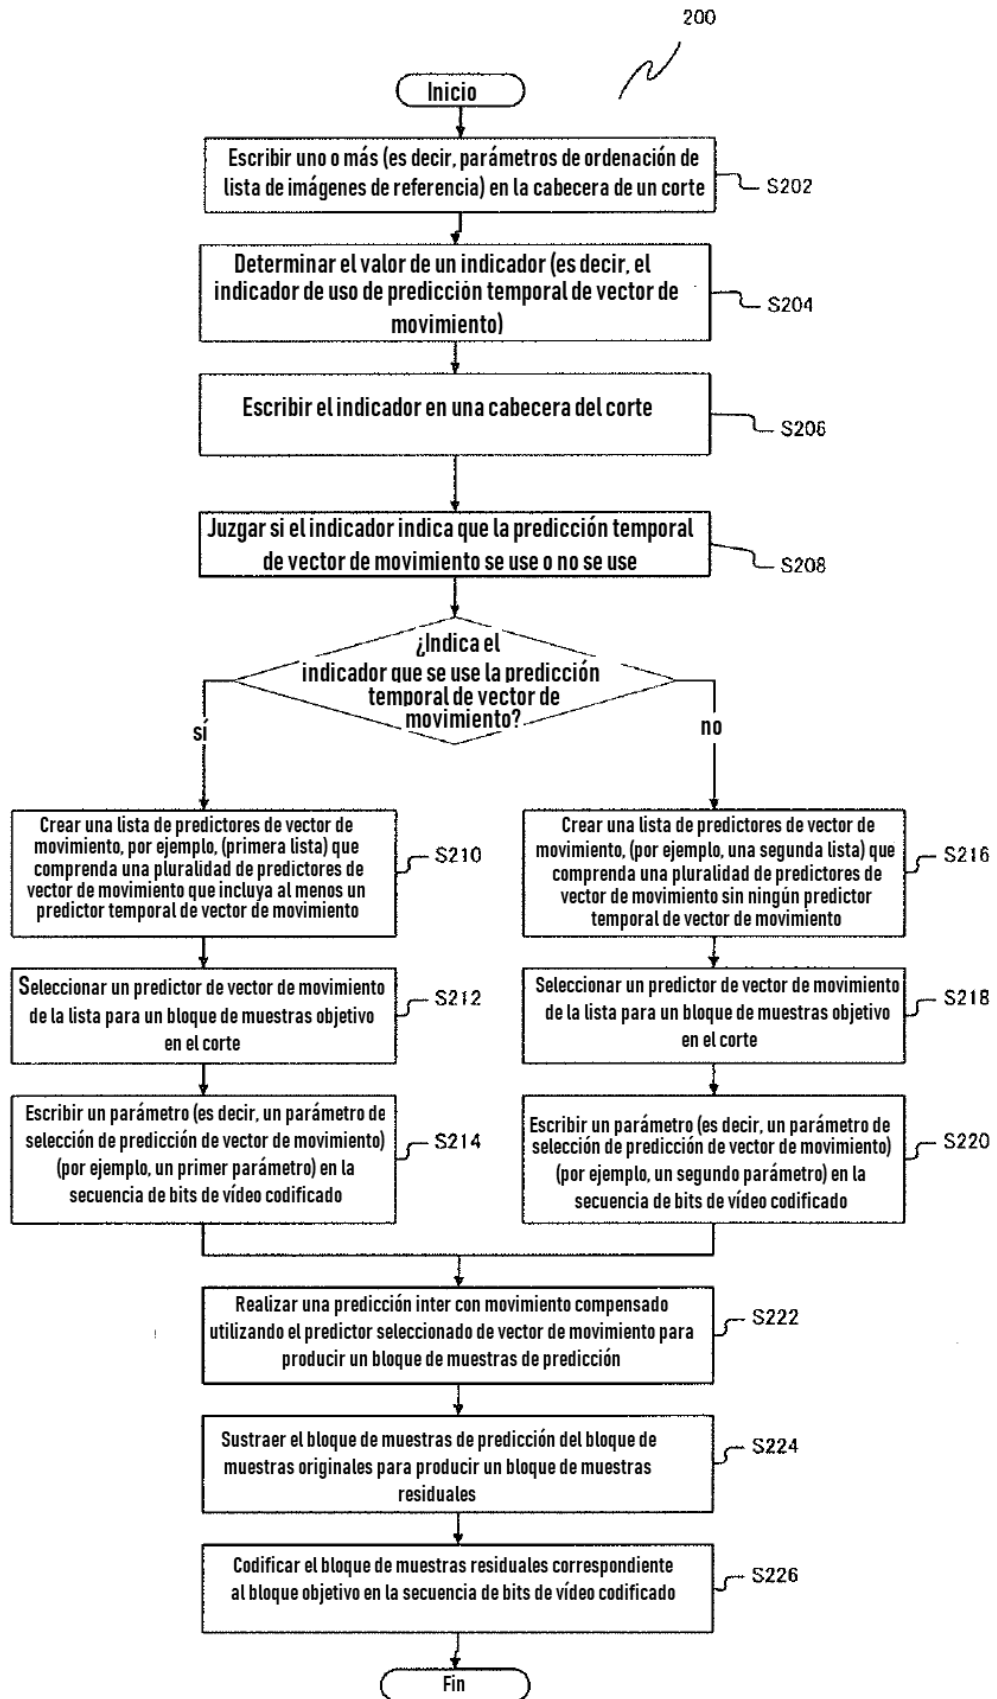 200
Inicio
Escribir uno o más (es decir, parámetros de ordenación de
lista de imágenes de referencia) en la cabecera de un corte
S202
Determinar el valor de un indicador (es decir, el
indicador de uso de predicción temporal de vector de
movimiento)
S204
Escribir el indicador en una cabecera del corte
S206
Juzgar si el indicador indica que la predicción temporal
de vector de movimiento se use o no se use
S208
¿Indica el
indicador que se use la predicción
temporal de vector de
movimiento?
sí
no
Crear una lista de predictores de vector de
movimiento, por ejemplo, (primera lista) que
comprenda una pluralidad de predictores de
vector de movimiento que incluya al menos un
predictor temporal de vector de movimiento
S210
Crear una lista de predictores de vector de
movimiento, (por ejemplo, una segunda lista) que
comprenda una pluralidad de predictores de
vector de movimiento sin ningún predictor
temporal de vector de movimiento
S216
Seleccionar un predictor de vector de movimiento
de la lista para un bloque de muestras objetivo
en el corte
S212
Seleccionar un predictor de vector de movimiento
de la lista para un bloque de muestras objetivo
en el corte
S218
Escribir un parámetro (es decir, un parámetro de
selección de predicción de vector de movimiento)
(por ejemplo, un primer parámetro) en la
secuencia de bits de vídeo codificado
S214
Escribir un parámetro (es decir, un parámetro de
selección de predicción de vector de movimiento)
(por ejemplo, un segundo parámetro) en la
secuencia de bits de vídeo codificado
S220
Realizar una predicción inter con movimiento compensado
utilizando el predictor seleccionado de vector de movimiento para
producir un bloque de muestras de predicción
S222
Sustraer el bloque de muestras de predicción del bloque de
muestras originales para producir un bloque de muestras
residuales
S224
Codificar el bloque de muestras residuales correspondiente
al bloque objetivo en la secuencia de bits de vídeo codificado
S226
Fin